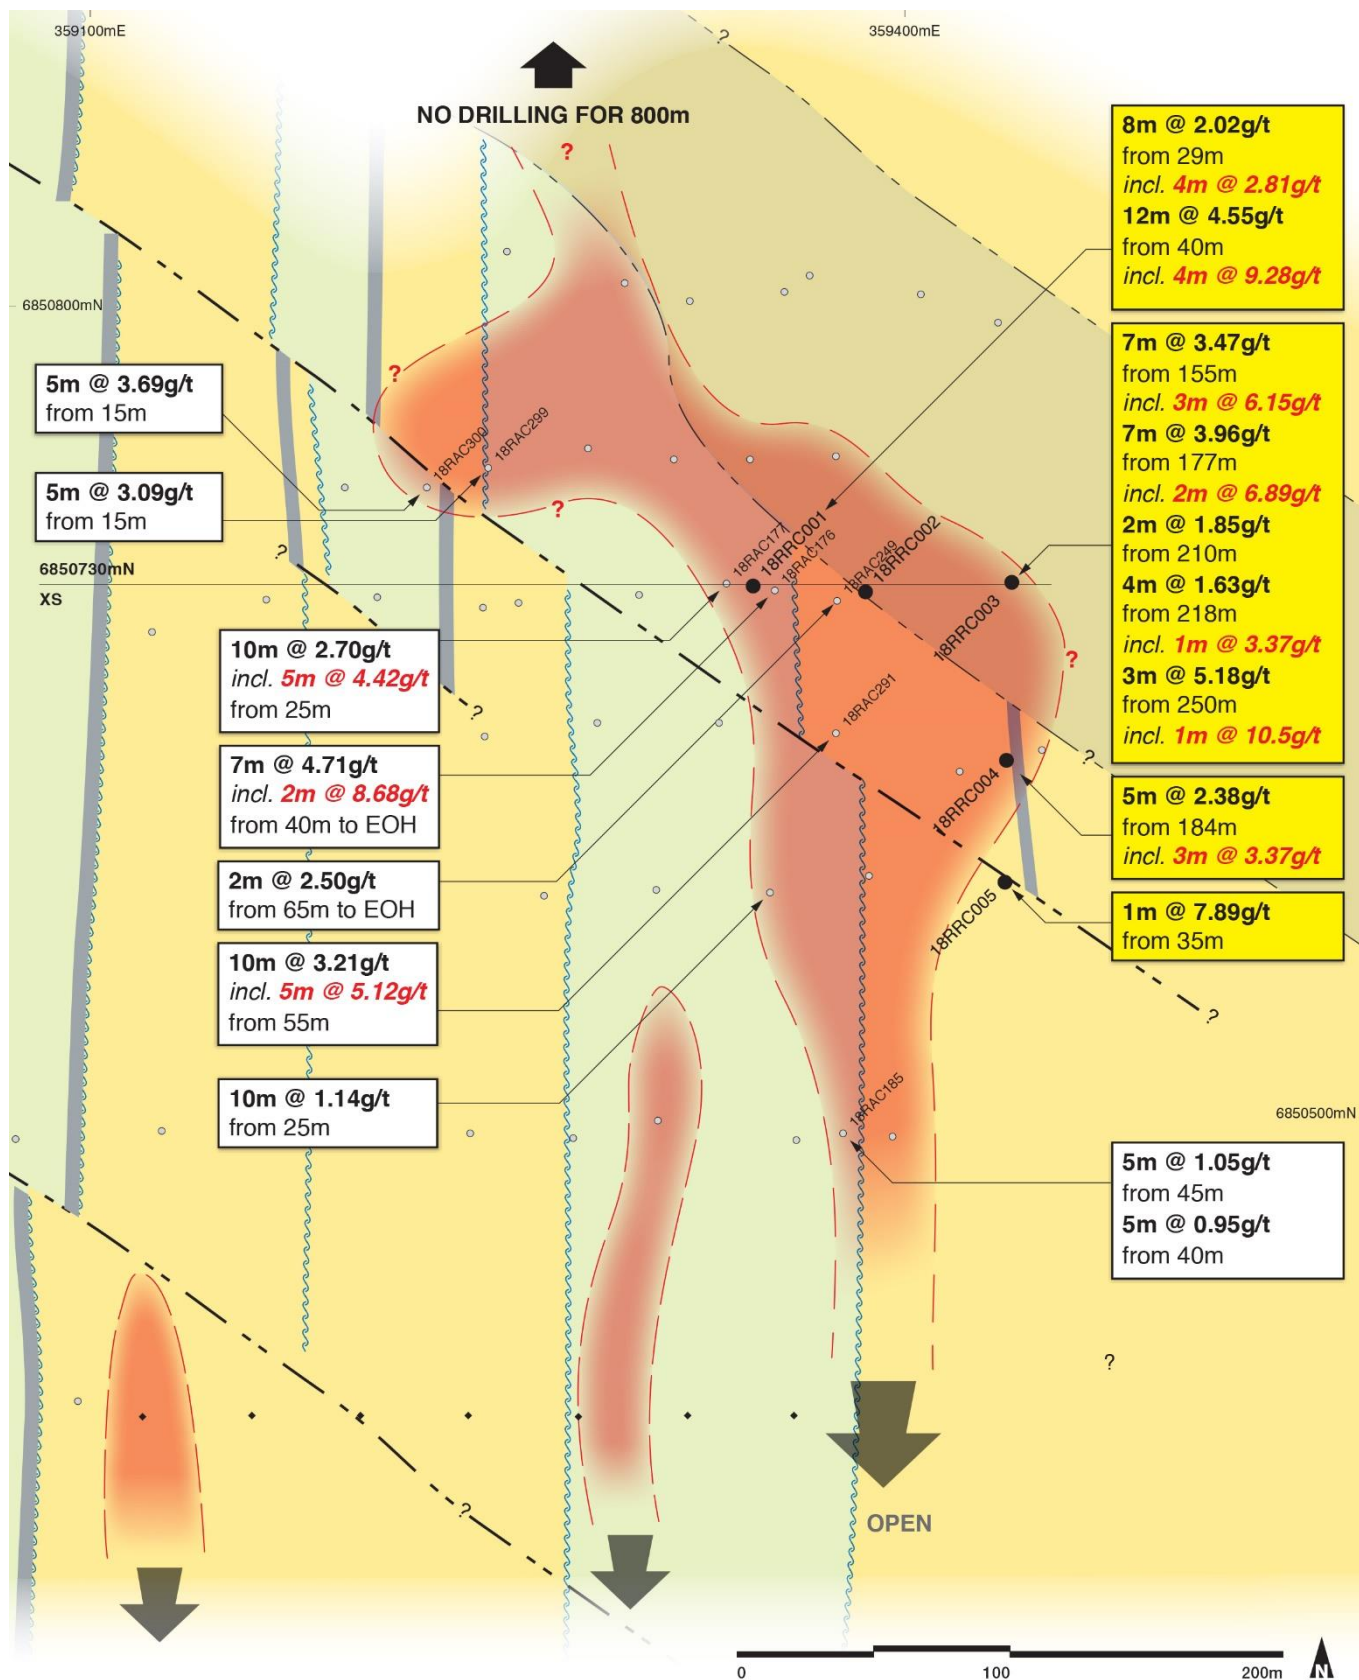 359100mE
359400mE
?
NO DRILLING FOR 800m
?
8m @ 2.02g/t
from 29m
incl. 4m @ 2.81g/t
12m @ 4.55g/t
from 40m
incl. 4m @ 9.28g/t
6850800mN
7m @ 3.47g/t
from 155m
incl. 3m @ 6.15g/t
7m @ 3.96g/t
from 177m
incl. 2m @ 6.89g/t
2m @ 1.85g/t
from 210m
4m @ 1.63g/t
from 218m
incl. 1m @ 3.37g/t
3m @ 5.18g/t
from 250m
incl. 1m @ 10.5g/t
5m @ 3.69g/t
from 15m
?
18RAC300
18RAC299
5m @ 3.09g/t
from 15m
?
?
6850730mN
XS
18RAC177
18RRC001
18RAC176
18RAC249
18RRC002
18RRC003
?
10m @ 2.70g/t
incl. 5m @ 4.42g/t
from 25m
?
18RAC291
?
7m @ 4.71g/t
incl. 2m @ 8.68g/t
from 40m to EOH
18RRC004
5m @ 2.38g/t
from 184m
incl. 3m @ 3.37g/t
2m @ 2.50g/t
from 65m to EOH
18RRC005
1m @ 7.89g/t
from 35m
10m @ 3.21g/t
incl. 5m @ 5.12g/t
from 55m
?
10m @ 1.14g/t
from 25m
18RAC185
6850500mN
5m @ 1.05g/t
from 45m
5m @ 0.95g/t
from 40m
?
?
OPEN
0
100
200m
N